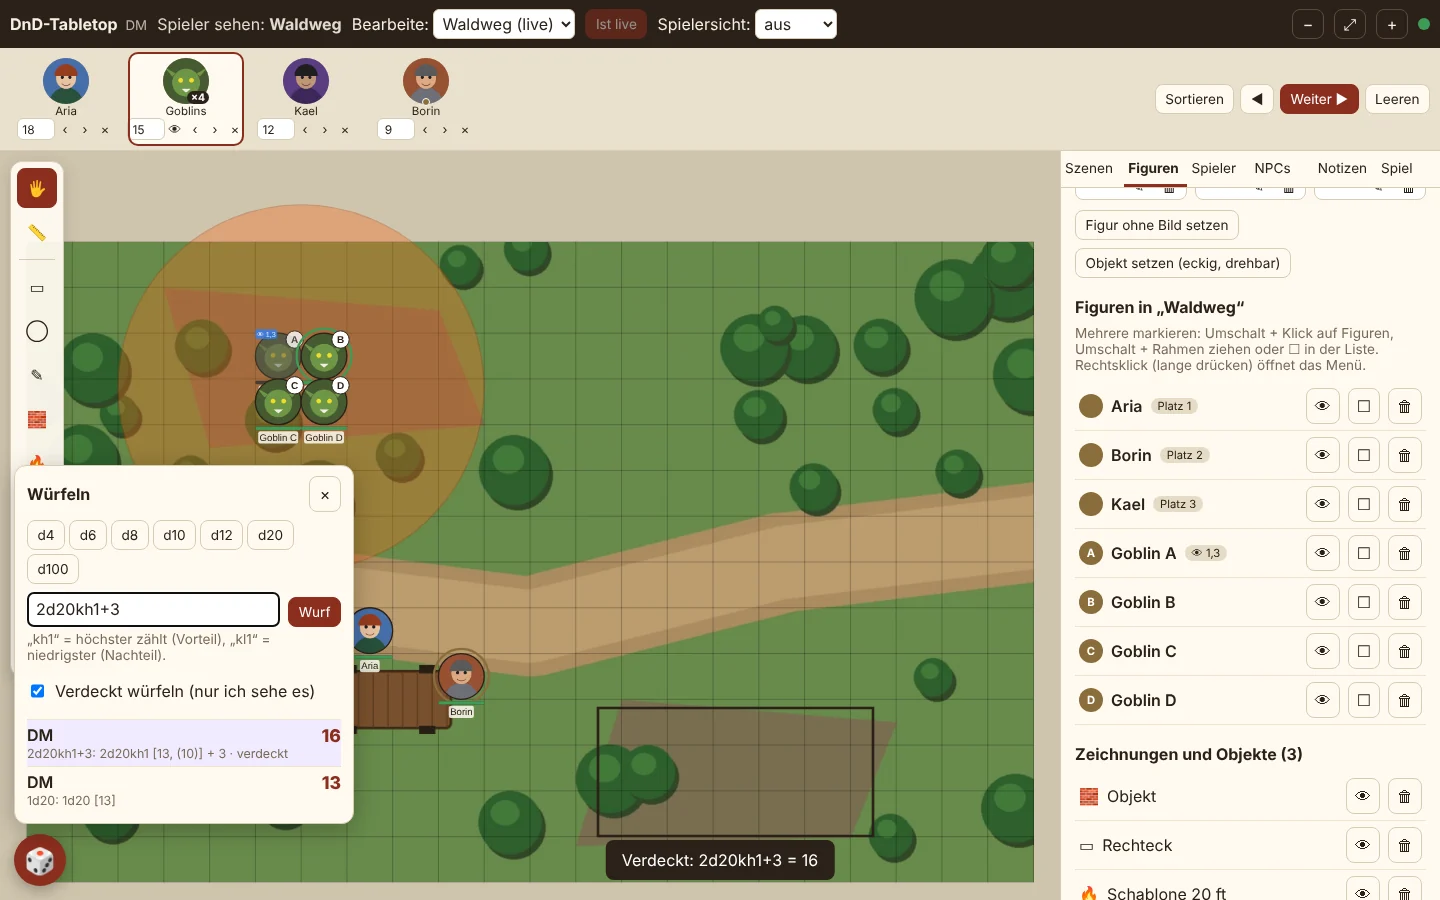 DnD-Tabletop DM Spieler sehen: Waldweg Bearbeite: Waldweg (live) Ist live Spielersicht: aus
×4
Aria Goblins Kael Borin
18 15 12 9
Sortieren ◀ Weiter ▶ Leeren
Szenen Figuren Spieler NPCs Notizen Spiel
Figur ohne Bild setzen
Objekt setzen (eckig, drehbar)
Figuren in „Waldweg“
Mehrere markieren: Umschalt + Klick auf Figuren,
Umschalt + Rahmen ziehen oder ☐ in der Liste.
Rechtsklick (lange drücken) öffnet das Menü.
Aria Platz 1
Borin Platz 2
Kael Platz 3
A Goblin A 👁 1,3
B Goblin B
C Goblin C
D Goblin D
Zeichnungen und Objekte (3)
Objekt
Rechteck
Schablone 20 ft
👁 1,3 A B
C D
Goblin C Goblin D
Aria
Borin
Würfeln ×
d4 d6 d8 d10 d12 d20
d100
2d20kh1+3 Wurf
„kh1“ = höchster zählt (Vorteil), „kl1“ =
niedrigster (Nachteil).
Verdeckt würfeln (nur ich sehe es)
DM 16
2d20kh1+3: 2d20kh1 [13, (10)] + 3 · verdeckt
DM 13
1d20: 1d20 [13]
Verdeckt: 2d20kh1+3 = 16